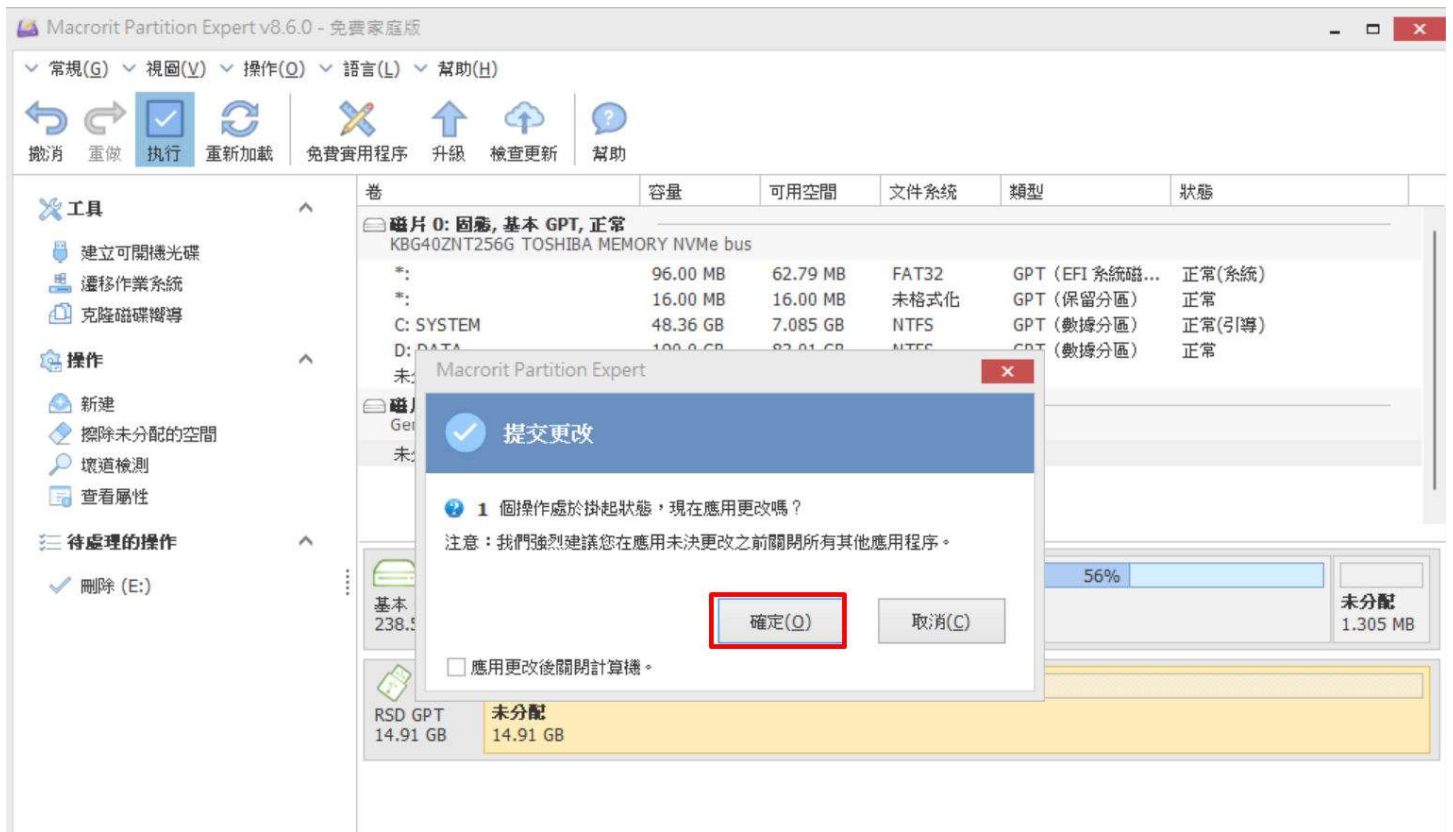 Macrorit Partition Expert v8.6.0 - 免費家庭版
常規(G) 視圖(V) 操作(O) 語言(L) 幫助(H)
撤消 重做 执行 重新加載 免費實用程序 升級 檢查更新 幫助
工具
建立可開機光碟
遷移作業系統
克隆磁碟嚮導
操作
新建
擦除未分配的空間
壞道檢測
查看屬性
待處理的操作
刪除 (E:)
卷 容量 可用空間 文件系統 類型 狀態
磁片 0: 固態, 基本 GPT, 正常
KBG40ZNT256G TOSHIBA MEMORY NVMe bus
*: 96.00 MB 62.79 MB FAT32 GPT (EFI 系統磁... 正常(系統)
*: 16.00 MB 16.00 MB 未格式化 GPT (保留分區) 正常
C: SYSTEM 48.36 GB 7.085 GB NTFS GPT (數據分區) 正常(引導)
D: DATA NTFS GPT (數據分區) 正常
未
磁片
Gen
未
Macrorit Partition Expert
提交更改
1 個操作處於掛起狀態，現在應用更改嗎？
注意：我們強烈建議您在應用未決更改之前關閉所有其他應用程序。
確定(O) 取消(C)
應用更改後關閉計算機。
基本
238.5
56%
未分配
1.305 MB
RSD GPT
14.91 GB
未分配
14.91 GB